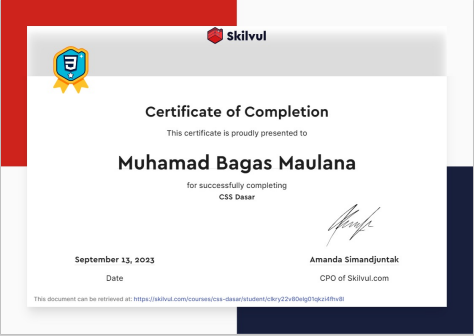 Skilvul
Certificate of Completion
This certificate is proudly presented to
Muhamad Bagas Maulana
for successfully completing
CSS Dasar
September 13, 2023
Amanda Simandjuntak
Date
CPO of Skilvul.com
This document can be retrieved at: https://skilvul.com/courses/css-dasar/student/clkry22v80elg01qkzi4fhv8l